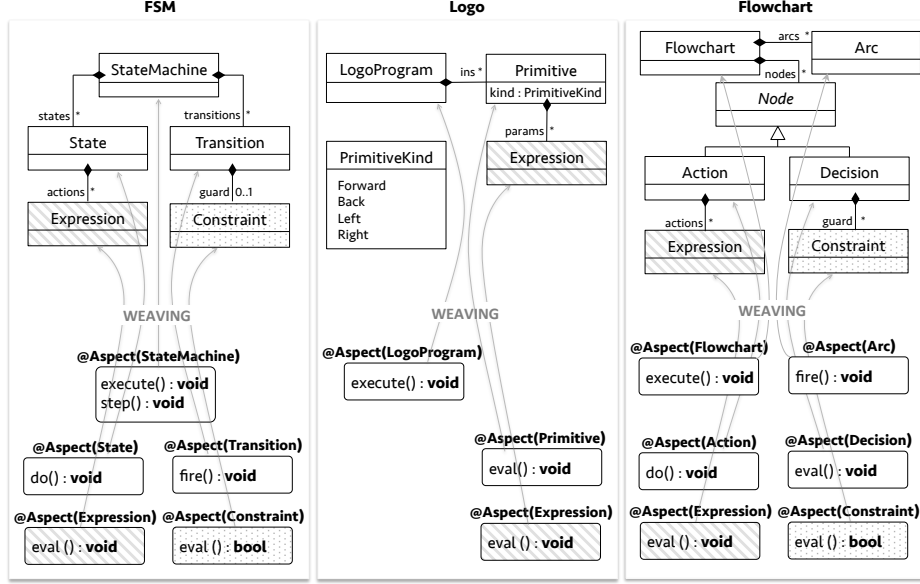 FSM
StateMachine
states *
transitions *
State
Transition
actions *
guard 0..1
Expression
Constraint
WEAVING
@Aspect(StateMachine)
execute() : void
step() : void
@Aspect(State)
@Aspect(Transition)
do() : void
fire() : void
@Aspect(Expression)
@Aspect(Constraint)
eval () : void
eval () : bool
Logo
LogoProgram
ins *
Primitive
kind : PrimitiveKind
params *
PrimitiveKind
Expression
Forward
Back
Left
Right
WEAVING
@Aspect(LogoProgram)
execute() : void
@Aspect(Primitive)
eval() : void
@Aspect(Expression)
eval () : void
Flowchart
Flowchart
arcs *
Arc
nodes *
Node
Action
Decision
actions *
guard *
Expression
Constraint
WEAVING
@Aspect(Flowchart)
@Aspect(Arc)
execute() : void
fire() : void
@Aspect(Action)
@Aspect(Decision)
do() : void
eval() : void
@Aspect(Expression)
@Aspect(Constraint)
eval () : void
eval () : bool